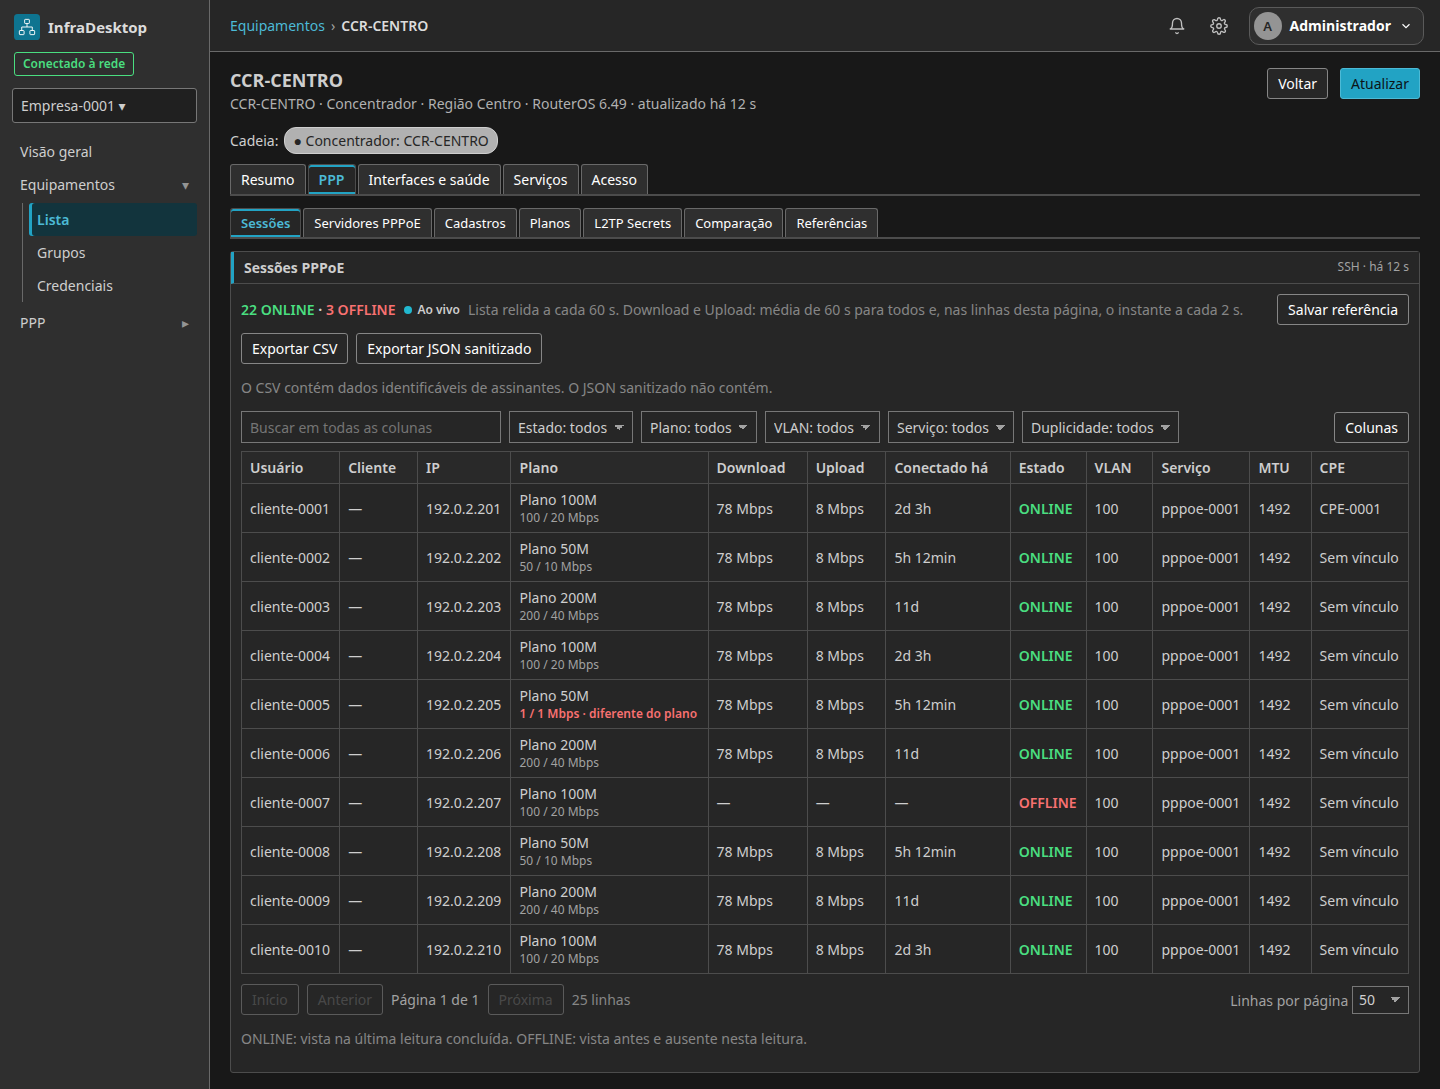 InfraDesktop
Conectado à rede
Empresa-0001 ▾
Visão geral
Equipamentos ▾
Lista
Grupos
Credenciais
PPP ▸
Equipamentos › CCR-CENTRO
A Administrador
CCR-CENTRO
CCR-CENTRO · Concentrador · Região Centro · RouterOS 6.49 · atualizado há 12 s
Voltar Atualizar
Cadeia: ● Concentrador: CCR-CENTRO
Resumo PPP Interfaces e saúde Serviços Acesso
Sessões Servidores PPPoE Cadastros Planos L2TP Secrets Comparação Referências
Sessões PPPoE SSH · há 12 s
22 ONLINE · 3 OFFLINE ● Ao vivo Lista relida a cada 60 s. Download e Upload: média de 60 s para todos e, nas linhas desta página, o instante a cada 2 s. Salvar referência
Exportar CSV Exportar JSON sanitizado
O CSV contém dados identificáveis de assinantes. O JSON sanitizado não contém.
Buscar em todas as colunas Estado: todos Plano: todos VLAN: todos Serviço: todos Duplicidade: todos Colunas
Usuário Cliente IP Plano Download Upload Conectado há Estado VLAN Serviço MTU CPE
cliente-0001 — 192.0.2.201 Plano 100M 78 Mbps 8 Mbps 2d 3h ONLINE 100 pppoe-0001 1492 CPE-0001
100 / 20 Mbps
cliente-0002 — 192.0.2.202 Plano 50M 78 Mbps 8 Mbps 5h 12min ONLINE 100 pppoe-0001 1492 Sem vínculo
50 / 10 Mbps
cliente-0003 — 192.0.2.203 Plano 200M 78 Mbps 8 Mbps 11d ONLINE 100 pppoe-0001 1492 Sem vínculo
200 / 40 Mbps
cliente-0004 — 192.0.2.204 Plano 100M 78 Mbps 8 Mbps 2d 3h ONLINE 100 pppoe-0001 1492 Sem vínculo
100 / 20 Mbps
cliente-0005 — 192.0.2.205 Plano 50M 78 Mbps 8 Mbps 5h 12min ONLINE 100 pppoe-0001 1492 Sem vínculo
1 / 1 Mbps · diferente do plano
cliente-0006 — 192.0.2.206 Plano 200M 78 Mbps 8 Mbps 11d ONLINE 100 pppoe-0001 1492 Sem vínculo
200 / 40 Mbps
cliente-0007 — 192.0.2.207 Plano 100M — — — OFFLINE 100 pppoe-0001 1492 Sem vínculo
100 / 20 Mbps
cliente-0008 — 192.0.2.208 Plano 50M 78 Mbps 8 Mbps 5h 12min ONLINE 100 pppoe-0001 1492 Sem vínculo
50 / 10 Mbps
cliente-0009 — 192.0.2.209 Plano 200M 78 Mbps 8 Mbps 11d ONLINE 100 pppoe-0001 1492 Sem vínculo
200 / 40 Mbps
cliente-0010 — 192.0.2.210 Plano 100M 78 Mbps 8 Mbps 2d 3h ONLINE 100 pppoe-0001 1492 Sem vínculo
100 / 20 Mbps
Início Anterior Página 1 de 1 Próxima 25 linhas Linhas por página 50
ONLINE: vista na última leitura concluída. OFFLINE: vista antes e ausente nesta leitura.